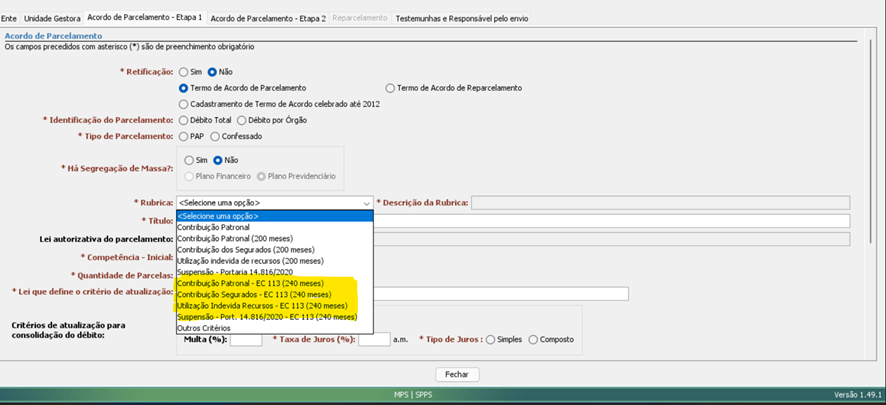 Ente Unidade Gestora Acordo de Parcelamento - Etapa 1 Acordo de Parcelamento - Etapa 2 Reparcelamento Testemunhas e Responsável pelo envio
Acordo de Parcelamento
Os campos precedidos com asterisco (*) são de preenchimento obrigatório
* Retificação: Sim Não
Termo de Acordo de Parcelamento Termo de Acordo de Reparcelamento
Cadastramento de Termo de Acordo celebrado até 2012
* Identificação do Parcelamento: Débito Total Débito por Órgão
* Tipo de Parcelamento: PAP Confessado
* Há Segregação de Massa?: Sim Não
Plano Financeiro Plano Previdenciário
* Rubrica: <Selecione uma opção> * Descrição da Rubrica:
<Selecione uma opção>
* Título: Contribuição Patronal
Contribuição Patronal (200 meses)
Lei autorizativa do parcelamento: Contribuição dos Segurados (200 meses)
* Competência - Inicial: Utilização indevida de recursos (200 meses)
Suspensão - Portaria 14.816/2020
* Quantidade de Parcelas: Contribuição Patronal - EC 113 (240 meses)
* Lei que define o critério de atualização: Contribuição Segurados - EC 113 (240 meses)
Utilização Indevida Recursos - EC 113 (240 meses)
Suspensão - Port. 14.816/2020 - EC 113 (240 meses)
Outros Critérios
Critérios de atualização para
consolidação do débito:
Multa (%): * Taxa de Juros (%): a.m. * Tipo de Juros : Simples Composto
Fechar
MPS | SPPS Versão 1.49.1